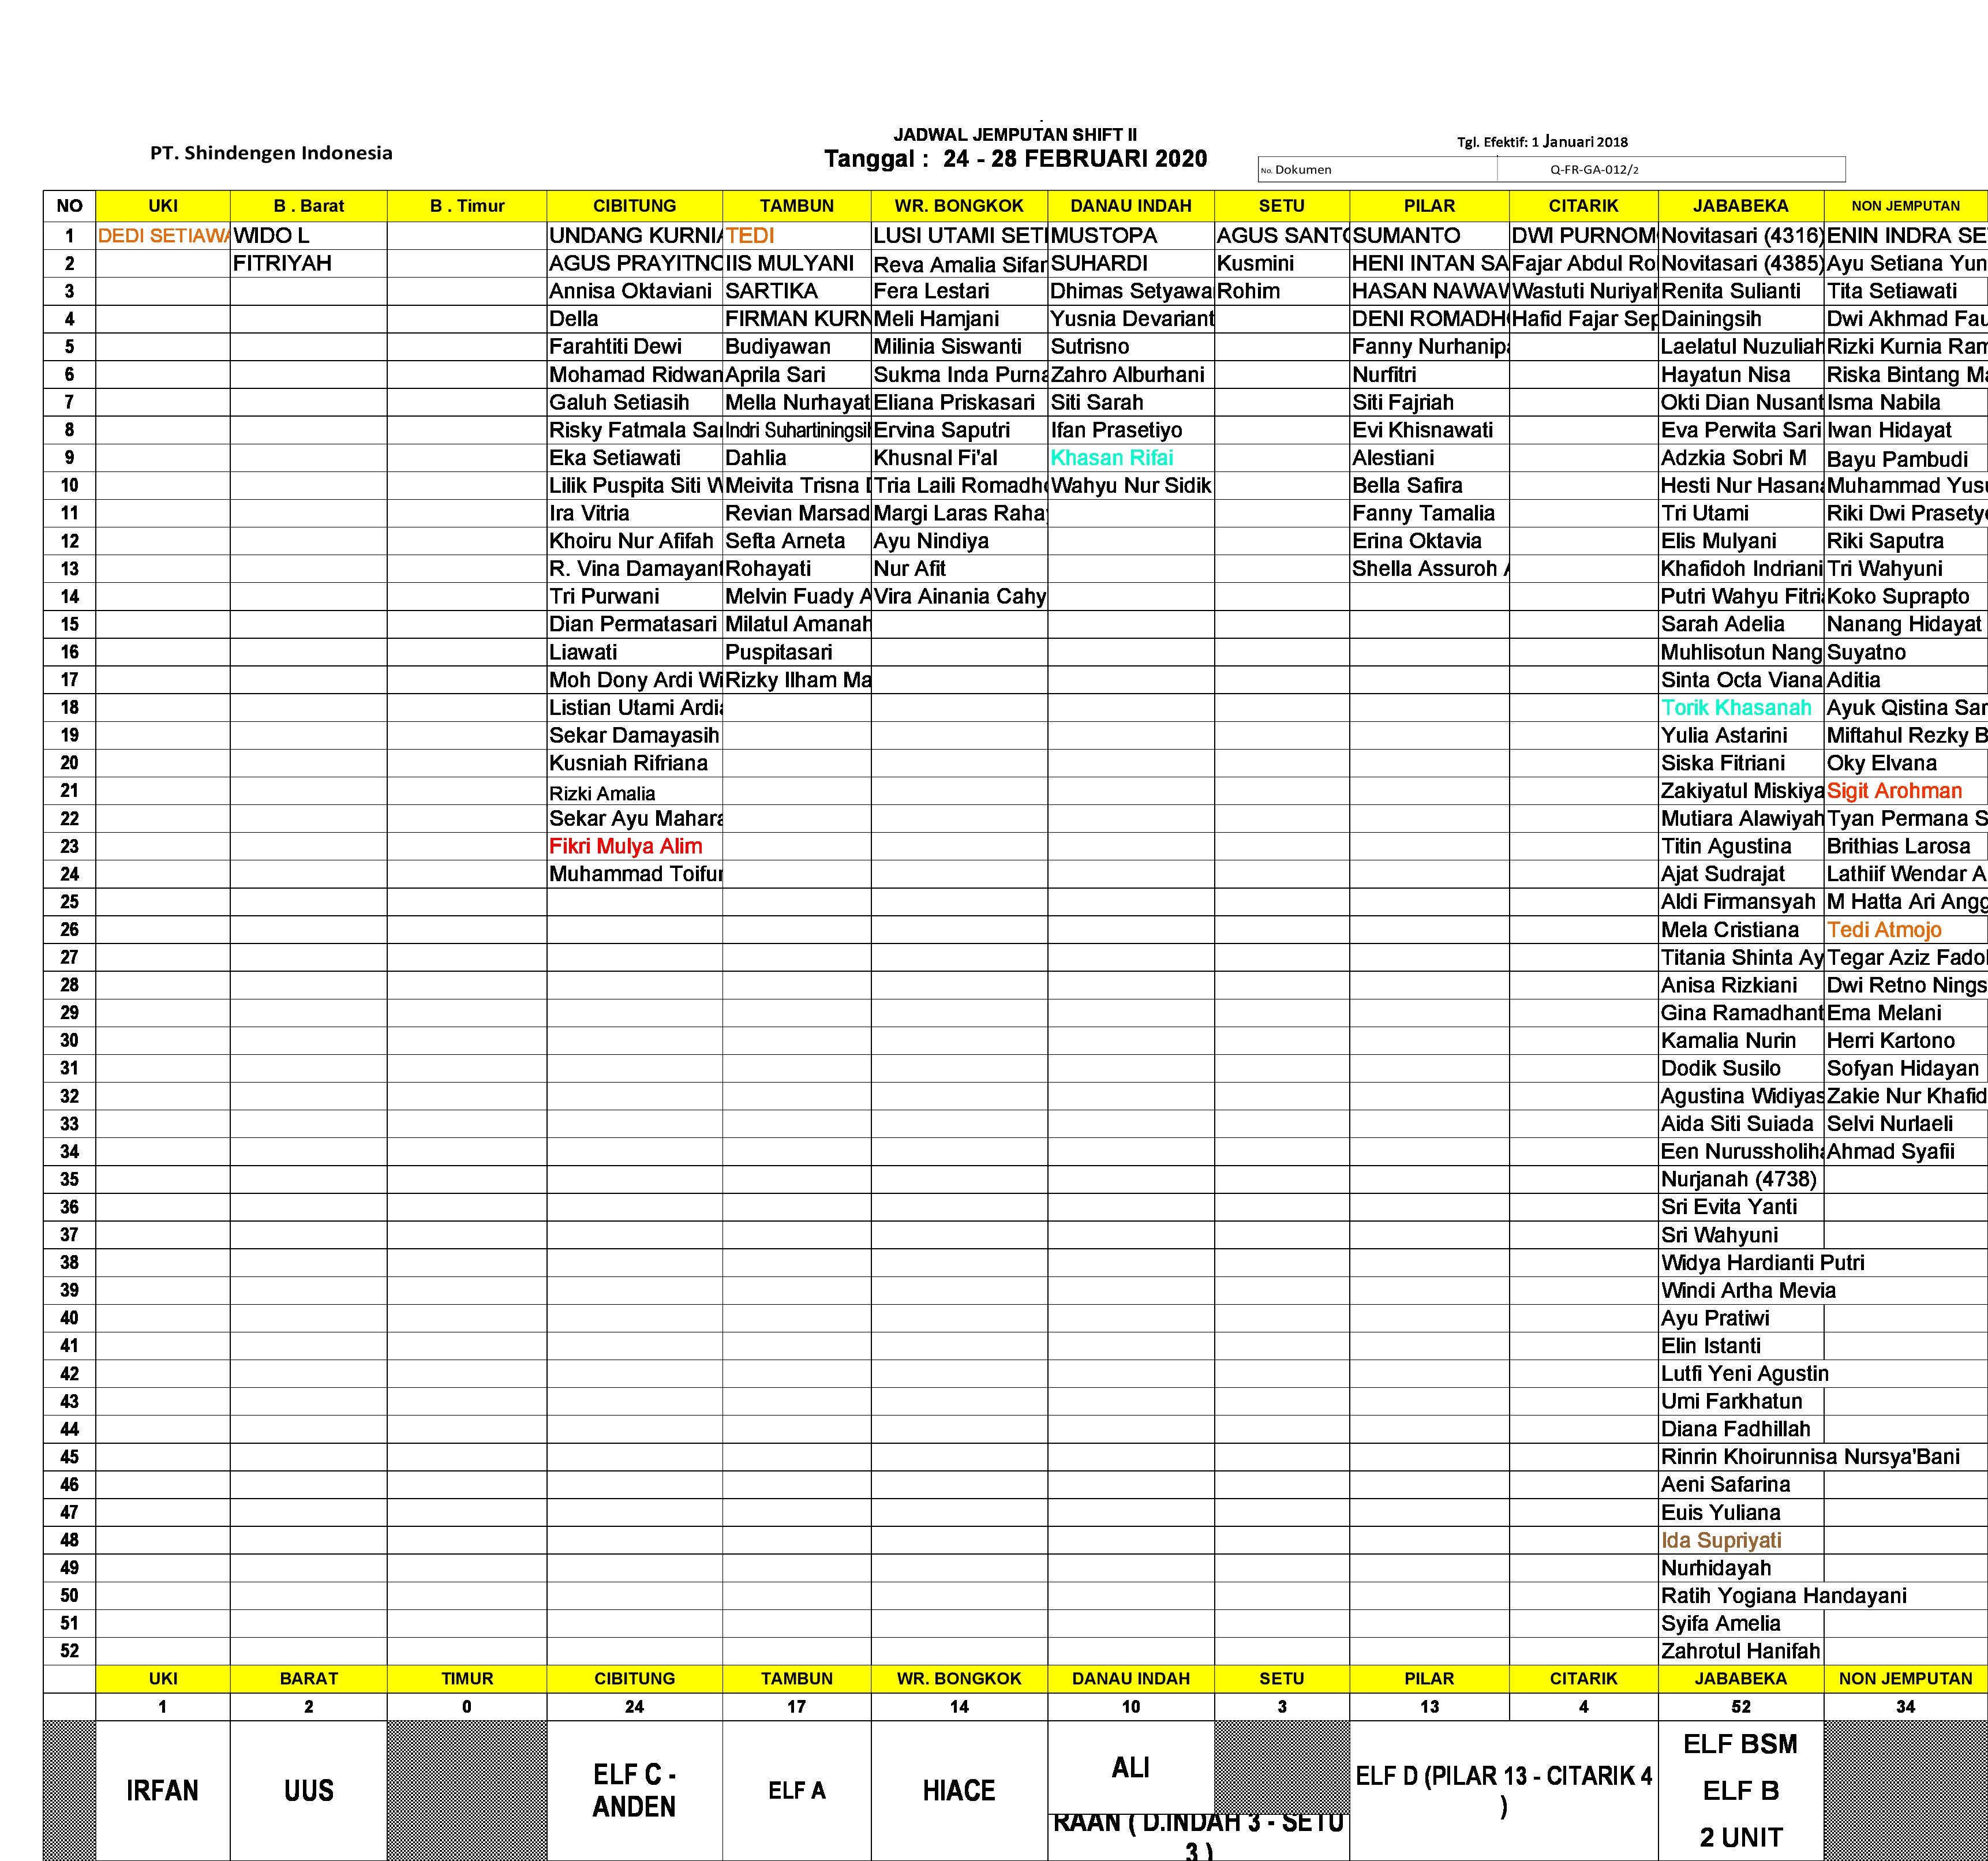 JADWAL JEMPUTAN SHIFT II
PT. Shindengen Indonesia
Tanggal : 24 - 28 FEBRUARI 2020
Tgl. Efektif: 1 Januari 2018
No. Dokumen Q-FR-GA-012/2
NO UKI B . Barat B . Timur CIBITUNG TAMBUN WR. BONGKOK DANAU INDAH SETU PILAR CITARIK JABABEKA NON JEMPUTAN
1 DEDI SETIAWA WIDO L UNDANG KURNIA TEDI LUSI UTAMI SETI MUSTOPA AGUS SANTO SUMANTO DWI PURNOM Novitasari (4316) ENIN INDRA SE
2 FITRIYAH AGUS PRAYITNO IIS MULYANI Reva Amalia Sifar SUHARDI Kusmini HENI INTAN SA Fajar Abdul Ro Novitasari (4385) Ayu Setiana Yun
3 Annisa Oktaviani SARTIKA Fera Lestari Dhimas Setyawa Rohim HASAN NAWAW Wastuti Nuriyah Renita Sulianti Tita Setiawati
4 Della FIRMAN KURN Meli Hamjani Yusnia Devariant DENI ROMADH Hafid Fajar Sep Dainingsih Dwi Akhmad Fau
5 Farahtiti Dewi Budiyawan Milinia Siswanti Sutrisno Fanny Nurhanipa Laelatul Nuzuliah Rizki Kurnia Ram
6 Mohamad Ridwan Aprila Sari Sukma Inda Purna Zahro Alburhani Nurfitri Hayatun Nisa Riska Bintang Ma
7 Galuh Setiasih Mella Nurhayat Eliana Priskasari Siti Sarah Siti Fajriah Okti Dian Nusant Isma Nabila
8 Risky Fatmala Sar Indri Suhartiningsih Ervina Saputri Ifan Prasetiyo Evi Khisnawati Eva Perwita Sari Iwan Hidayat
9 Eka Setiawati Dahlia Khusnal Fi'al Khasan Rifai Alestiani Adzkia Sobri M Bayu Pambudi
10 Lilik Puspita Siti W Meivita Trisna D Tria Laili Romadho Wahyu Nur Sidik Bella Safira Hesti Nur Hasana Muhammad Yusu
11 Ira Vitria Revian Marsad Margi Laras Rahay Fanny Tamalia Tri Utami Riki Dwi Prasetyo
12 Khoiru Nur Afifah Sefta Arneta Ayu Nindiya Erina Oktavia Elis Mulyani Riki Saputra
13 R. Vina Damayant Rohayati Nur Afit Shella Assuroh A Khafidoh Indriani Tri Wahyuni
14 Tri Purwani Melvin Fuady A Vira Ainania Cahy Putri Wahyu Fitria Koko Suprapto
15 Dian Permatasari Milatul Amanah Sarah Adelia Nanang Hidayat
16 Liawati Puspitasari Muhlisotun Nang Suyatno
17 Moh Dony Ardi Wi Rizky Ilham Ma Sinta Octa Viana Aditia
18 Listian Utami Ardia Torik Khasanah Ayuk Qistina Sar
19 Sekar Damayasih Yulia Astarini Miftahul Rezky B
20 Kusniah Rifriana Siska Fitriani Oky Elvana
21 Rizki Amalia Zakiyatul Miskiya Sigit Arohman
22 Sekar Ayu Mahara Mutiara Alawiyah Tyan Permana S
23 Fikri Mulya Alim Titin Agustina Brithias Larosa
24 Muhammad Toifur Ajat Sudrajat Lathiif Wendar A
25 Aldi Firmansyah M Hatta Ari Angg
26 Mela Cristiana Tedi Atmojo
27 Titania Shinta Ay Tegar Aziz Fadol
28 Anisa Rizkiani Dwi Retno Nings
29 Gina Ramadhant Ema Melani
30 Kamalia Nurin Herri Kartono
31 Dodik Susilo Sofyan Hidayan
32 Agustina Widiyas Zakie Nur Khafid
33 Aida Siti Suiada Selvi Nurlaeli
34 Een Nurussholiha Ahmad Syafii
35 Nurjanah (4738)
36 Sri Evita Yanti
37 Sri Wahyuni
38 Widya Hardianti Putri
39 Windi Artha Mevia
40 Ayu Pratiwi
41 Elin Istanti
42 Lutfi Yeni Agustin
43 Umi Farkhatun
44 Diana Fadhillah
45 Rinrin Khoirunnisa Nursya'Bani
46 Aeni Safarina
47 Euis Yuliana
48 Ida Supriyati
49 Nurhidayah
50 Ratih Yogiana Handayani
51 Syifa Amelia
52 Zahrotul Hanifah
UKI BARAT TIMUR CIBITUNG TAMBUN WR. BONGKOK DANAU INDAH SETU PILAR CITARIK JABABEKA NON JEMPUTAN
1 2 0 24 17 14 10 3 13 4 52 34
IRFAN UUS ELF C - ANDEN ELF A HIACE ALI ELF D (PILAR 13 - CITARIK 4 ) ELF BSM
ELF B
2 UNIT
RAAN ( D.INDAH 3 - SETU
3 )